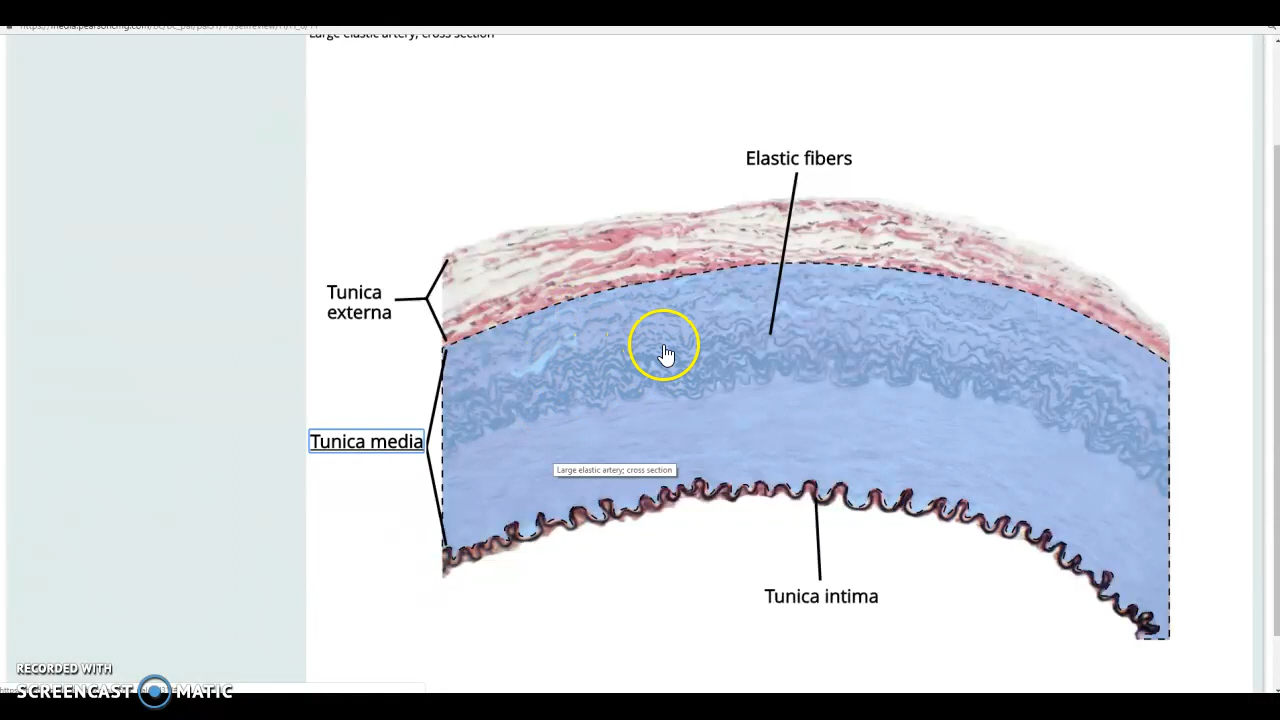 Large elastic artery; cross section
Elastic fibers
Tunica
externa
Tunica media
Large elastic artery; cross section
Tunica intima
RECORDED WITH
SCREENCAST MATIC